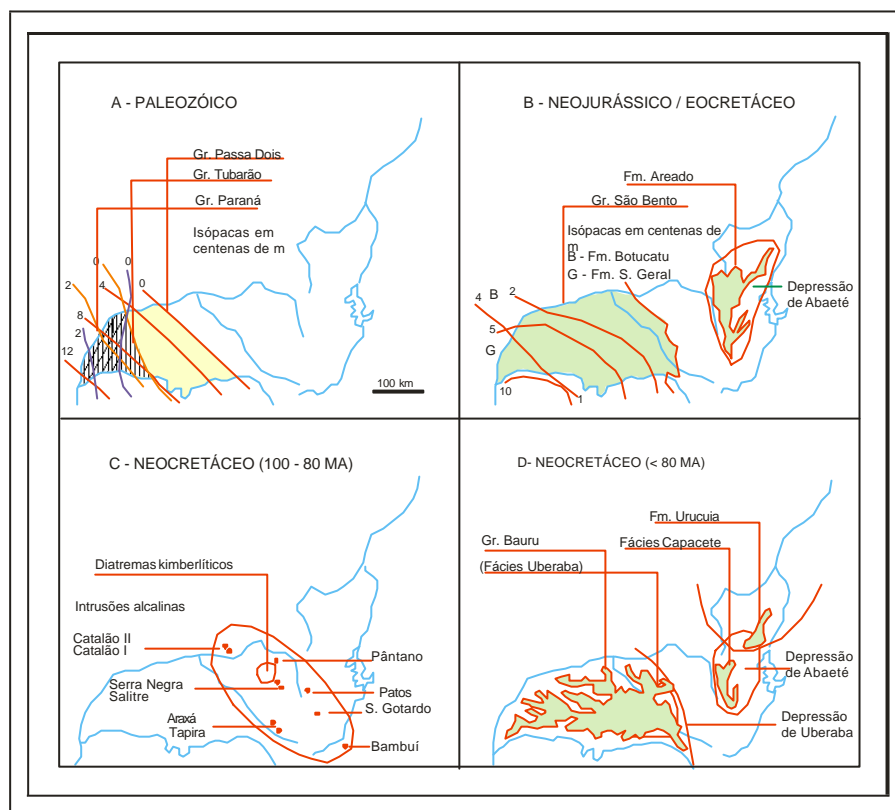 A - PALEOZÓICO
Gr. Passa Dois
Gr. Tubarão
Gr. Paraná
Isópacas em
centenas de m
0
0
2
4
0
8
2
12
100 km
B - NEOJURÁSSICO / EOCRETÁCEO
Fm. Areado
Gr. São Bento
Isópacas em centenas de
m
B - Fm. Botucatu
G - Fm. S. Geral
Depressão
de Abaeté
4
B
2
5
G
10
1
C - NEOCRETÁCEO (100 - 80 MA)
Diatremas kimberlíticos
Intrusões alcalinas
Catalão II
Catalão I
Pântano
Serra Negra
Salitre
Patos
S. Gotardo
Araxá
Tapira
Bambuí
D- NEOCRETÁCEO (< 80 MA)
Fm. Urucuia
Gr. Bauru
Fácies Capacete
(Fácies Uberaba)
Depressão
de Abaeté
Depressão
de Uberaba